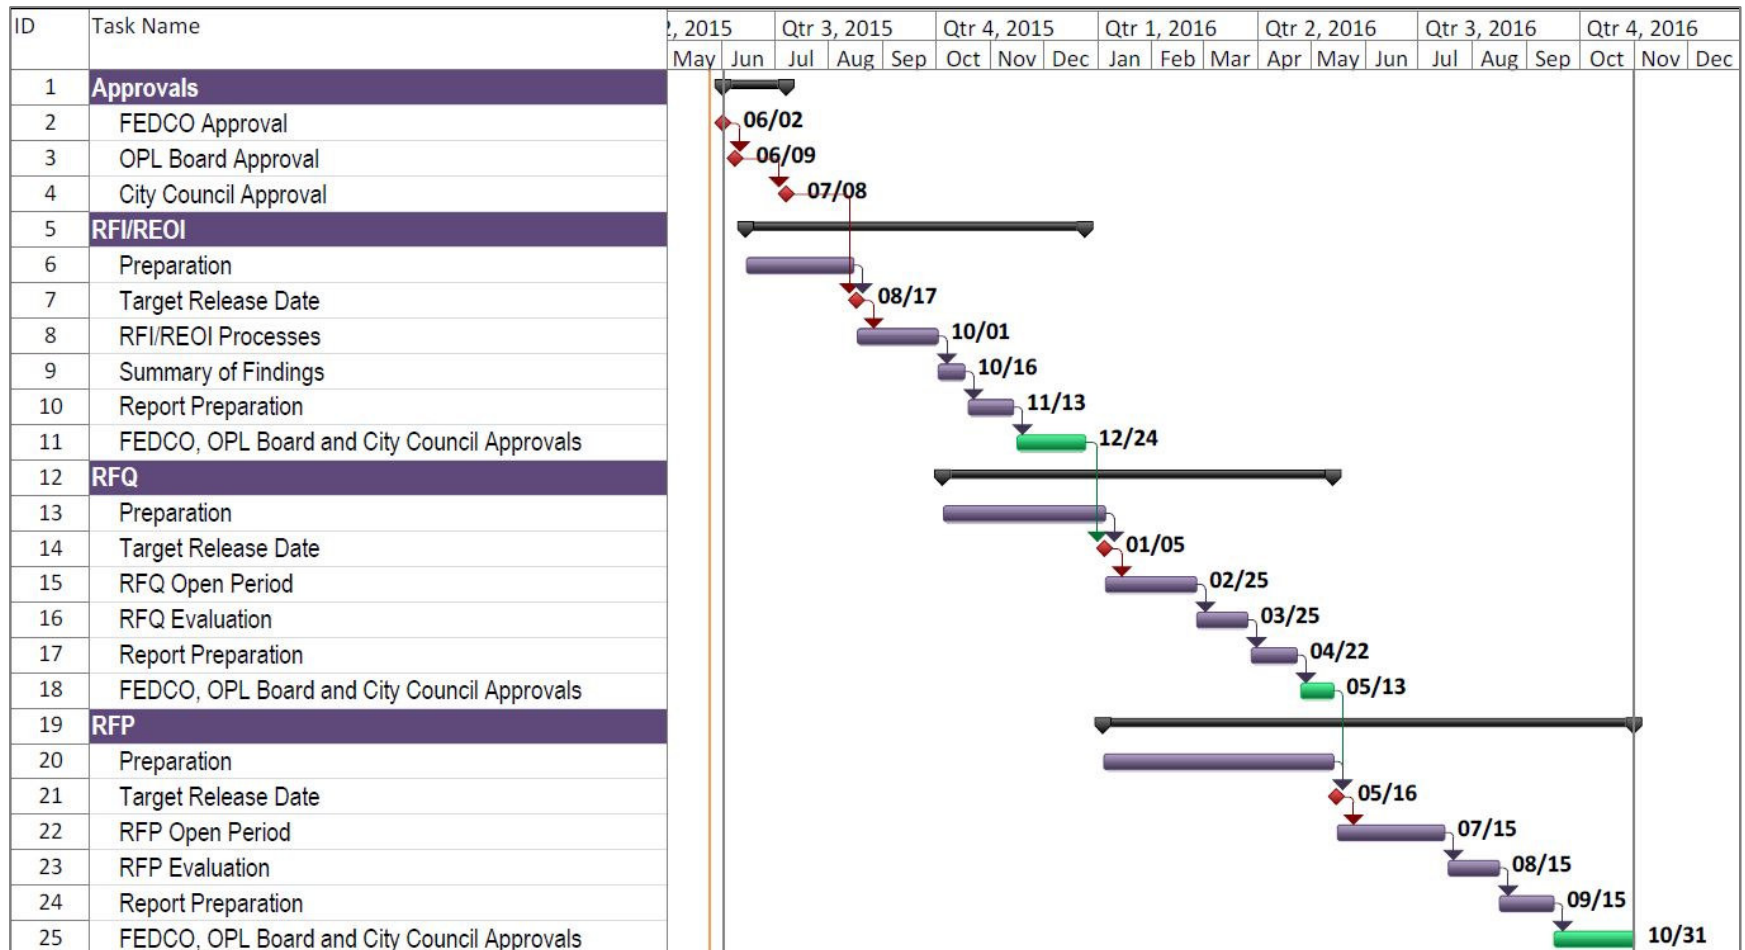 ID Task Name 2, 2015 Qtr 3, 2015 Qtr 4, 2015 Qtr 1, 2016 Qtr 2, 2016 Qtr 3, 2016 Qtr 4, 2016
May Jun Jul Aug Sep Oct Nov Dec Jan Feb Mar Apr May Jun Jul Aug Sep Oct Nov Dec
1 Approvals
2 FEDCO Approval 06/02
3 OPL Board Approval 06/09
4 City Council Approval 07/08
5 RFI/REOI
6 Preparation
7 Target Release Date 08/17
8 RFI/REOI Processes 10/01
9 Summary of Findings 10/16
10 Report Preparation 11/13
11 FEDCO, OPL Board and City Council Approvals 12/24
12 RFQ
13 Preparation
14 Target Release Date 01/05
15 RFQ Open Period 02/25
16 RFQ Evaluation 03/25
17 Report Preparation 04/22
18 FEDCO, OPL Board and City Council Approvals 05/13
19 RFP
20 Preparation
21 Target Release Date 05/16
22 RFP Open Period 07/15
23 RFP Evaluation 08/15
24 Report Preparation 09/15
25 FEDCO, OPL Board and City Council Approvals 10/31